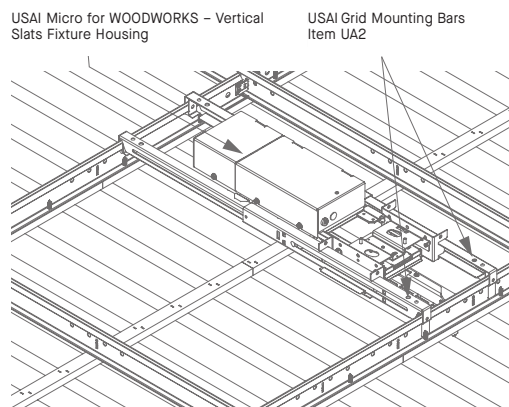 USAI Micro for WOODWORKS – Vertical
Slats Fixture Housing
USAI Grid Mounting Bars
Item UA2